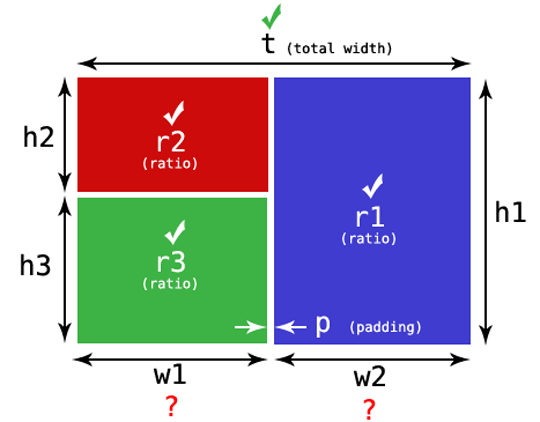 t (total width)
h2
r2
(ratio)
h3
r3
(ratio)
r1
(ratio)
h1
p (padding)
w1
?
w2
?